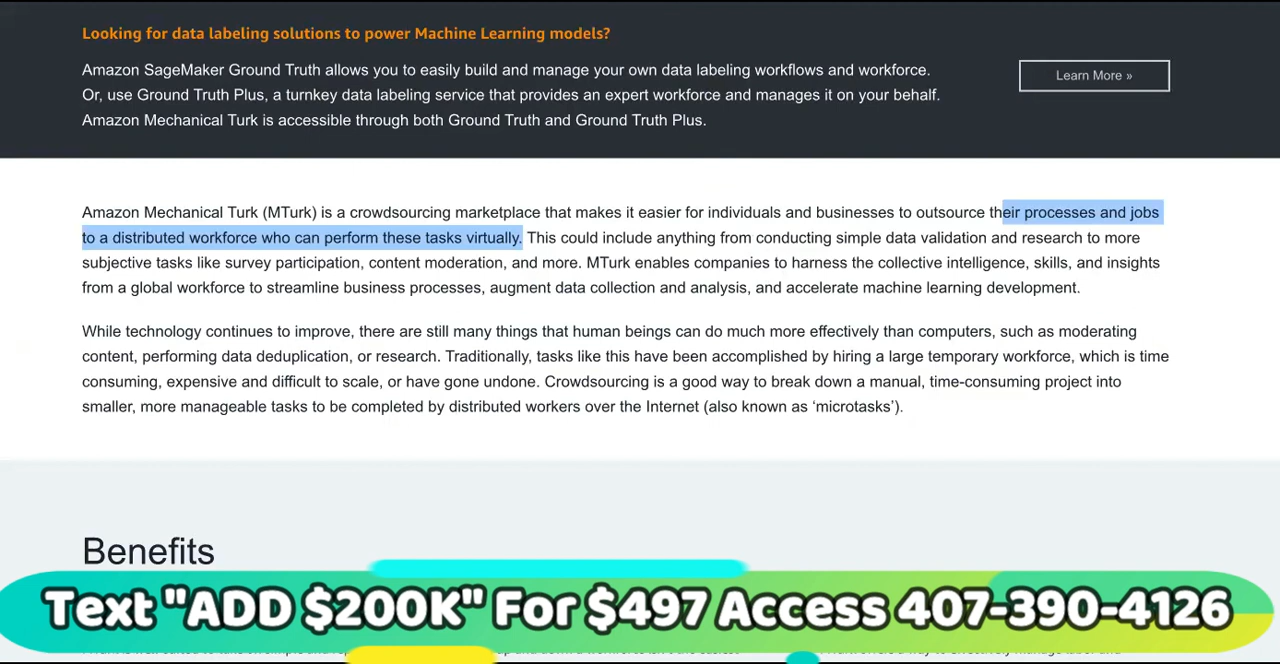 Looking for data labeling solutions to power Machine Learning models?
Amazon SageMaker Ground Truth allows you to easily build and manage your own data labeling workflows and workforce.
Or, use Ground Truth Plus, a turnkey data labeling service that provides an expert workforce and manages it on your behalf.
Amazon Mechanical Turk is accessible through both Ground Truth and Ground Truth Plus.
Learn More »
Amazon Mechanical Turk (MTurk) is a crowdsourcing marketplace that makes it easier for individuals and businesses to outsource their processes and jobs
to a distributed workforce who can perform these tasks virtually. This could include anything from conducting simple data validation and research to more
subjective tasks like survey participation, content moderation, and more. MTurk enables companies to harness the collective intelligence, skills, and insights
from a global workforce to streamline business processes, augment data collection and analysis, and accelerate machine learning development.
While technology continues to improve, there are still many things that human beings can do much more effectively than computers, such as moderating
content, performing data deduplication, or research. Traditionally, tasks like this have been accomplished by hiring a large temporary workforce, which is time
consuming, expensive and difficult to scale, or have gone undone. Crowdsourcing is a good way to break down a manual, time-consuming project into
smaller, more manageable tasks to be completed by distributed workers over the Internet (also known as ‘microtasks’).
Benefits
Text "ADD $200K" For $497 Access 407-390-4126